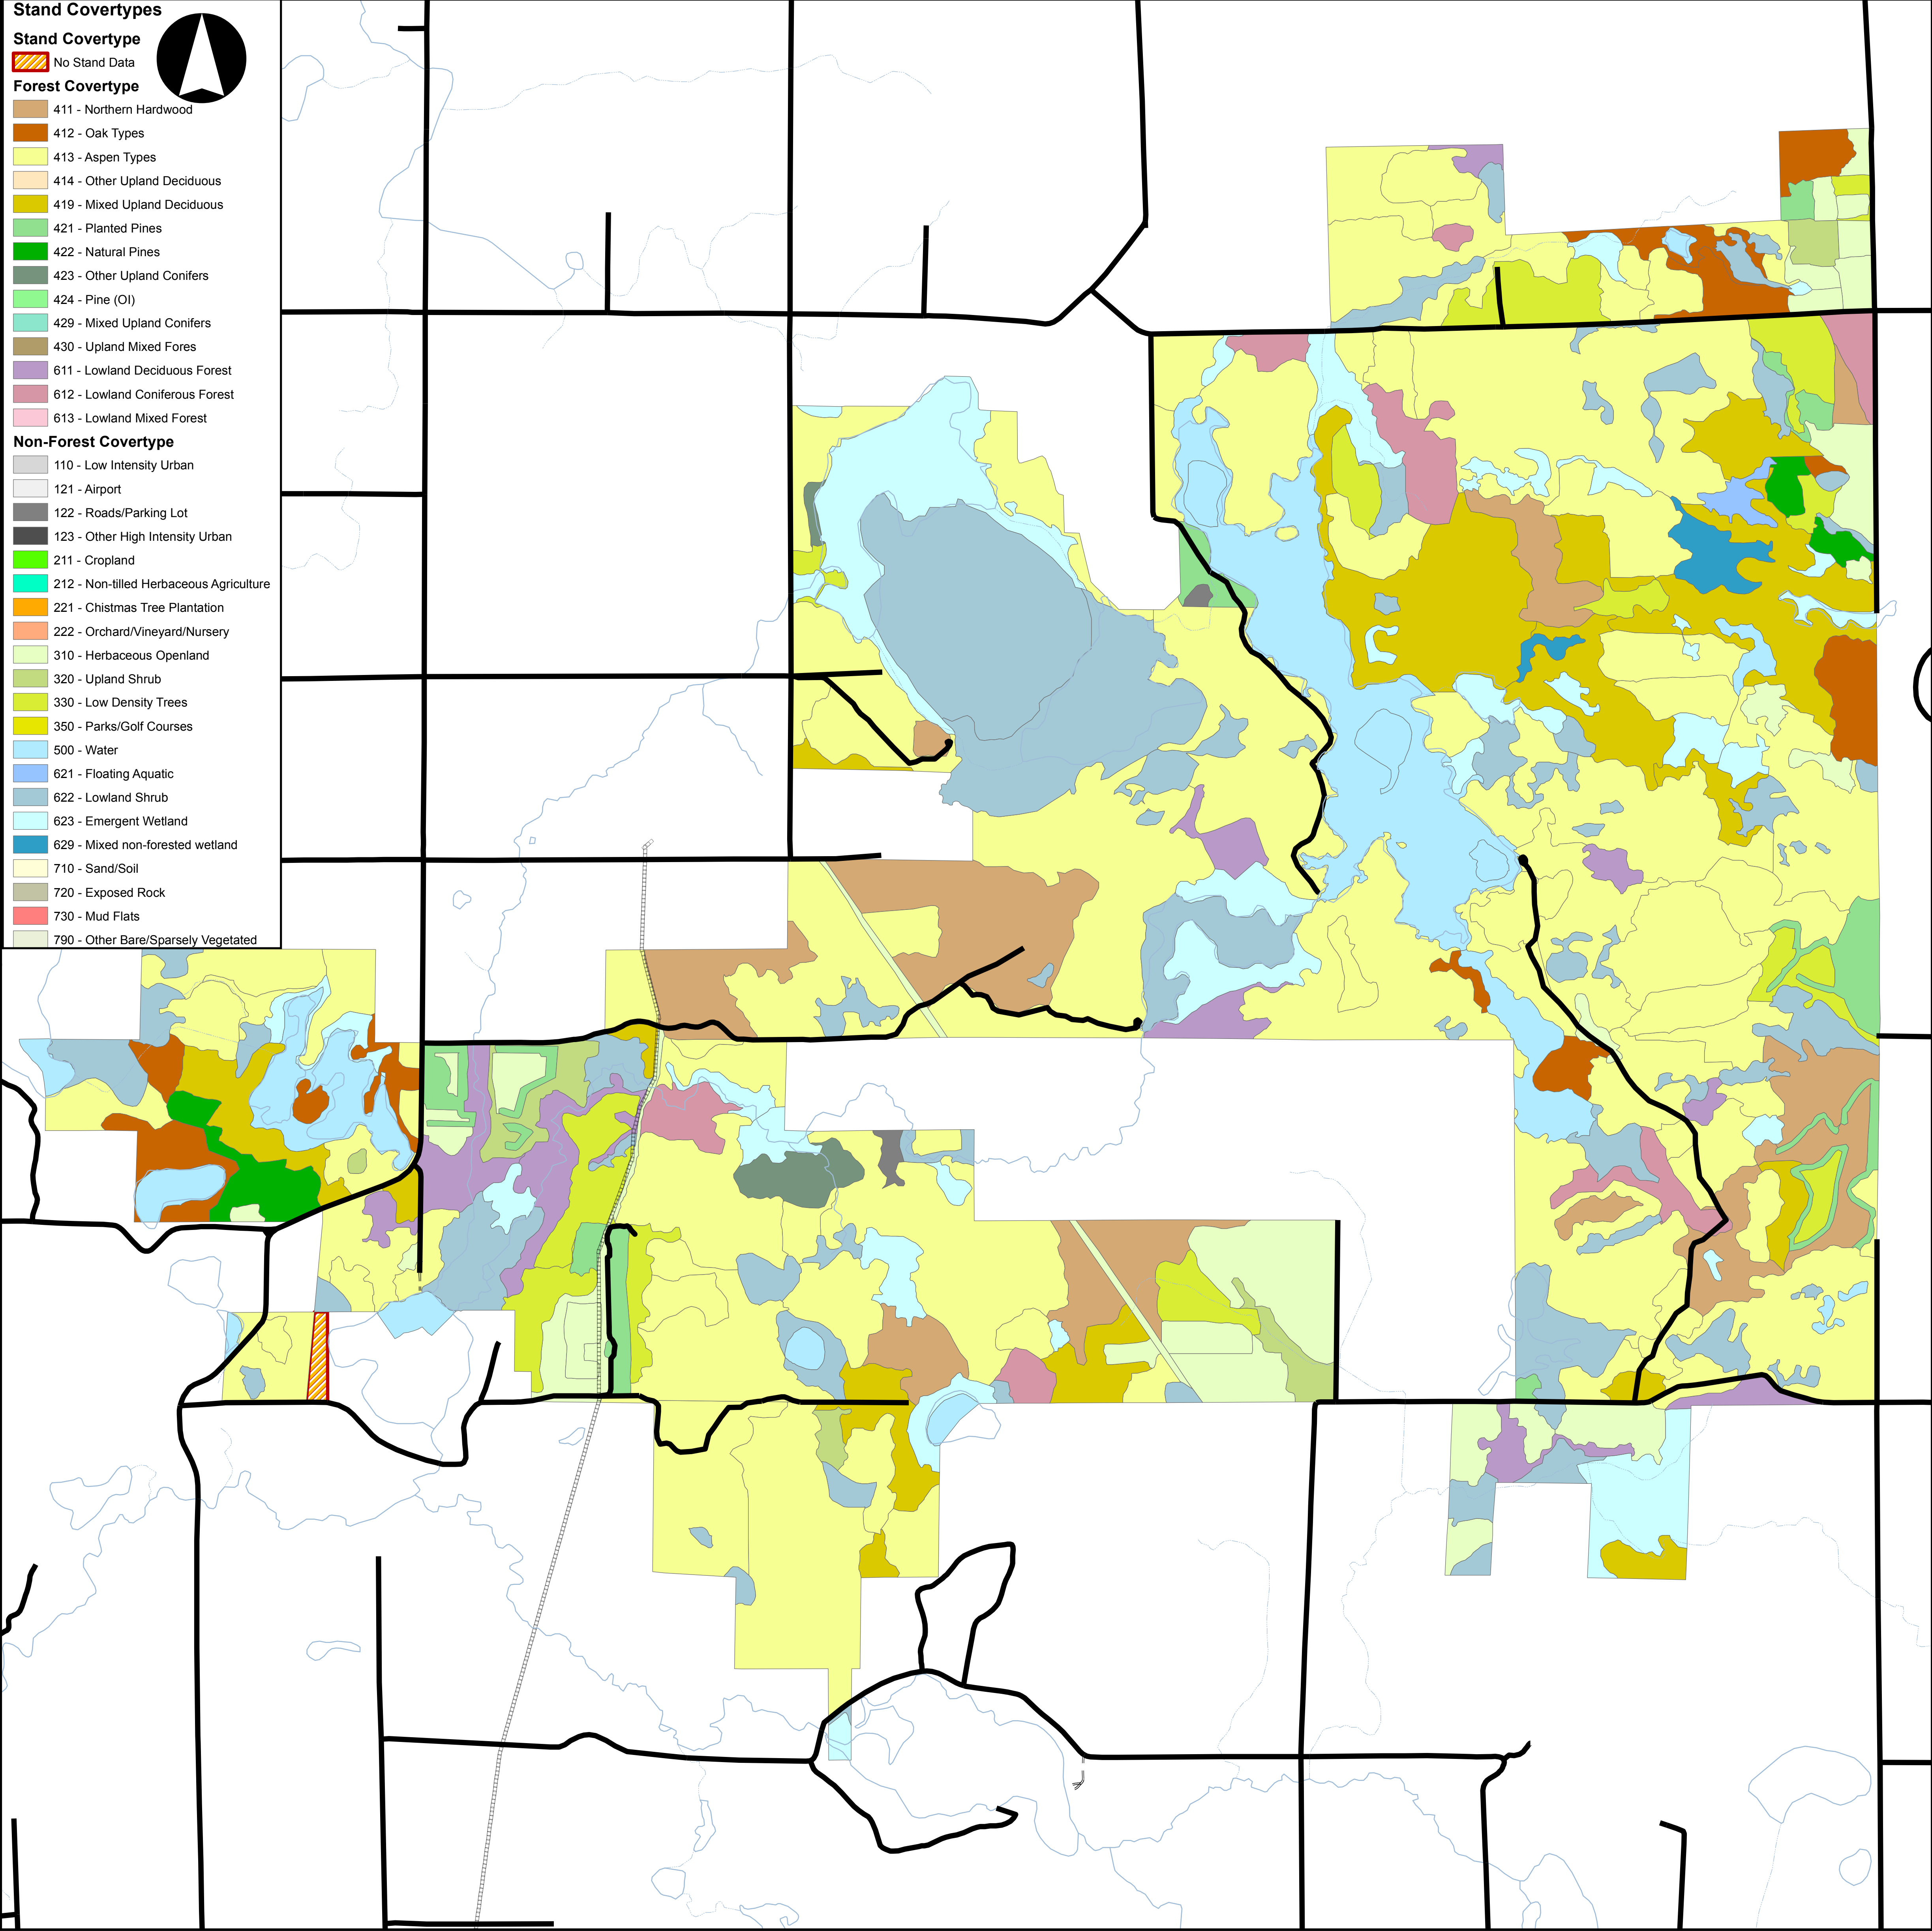 Stand Covertypes
Stand Covertype
No Stand Data
Forest Covertype
411 - Northern Hardwood
412 - Oak Types
413 - Aspen Types
414 - Other Upland Deciduous
419 - Mixed Upland Deciduous
421 - Planted Pines
422 - Natural Pines
423 - Other Upland Conifers
424 - Pine (OI)
429 - Mixed Upland Conifers
430 - Upland Mixed Fores
611 - Lowland Deciduous Forest
612 - Lowland Coniferous Forest
613 - Lowland Mixed Forest
Non-Forest Covertype
110 - Low Intensity Urban
121 - Airport
122 - Roads/Parking Lot
123 - Other High Intensity Urban
211 - Cropland
212 - Non-tilled Herbaceous Agriculture
221 - Chistmas Tree Plantation
222 - Orchard/Vineyard/Nursery
310 - Herbaceous Openland
320 - Upland Shrub
330 - Low Density Trees
350 - Parks/Golf Courses
500 - Water
621 - Floating Aquatic
622 - Lowland Shrub
623 - Emergent Wetland
629 - Mixed non-forested wetland
710 - Sand/Soil
720 - Exposed Rock
730 - Mud Flats
790 - Other Bare/Sparsely Vegetated